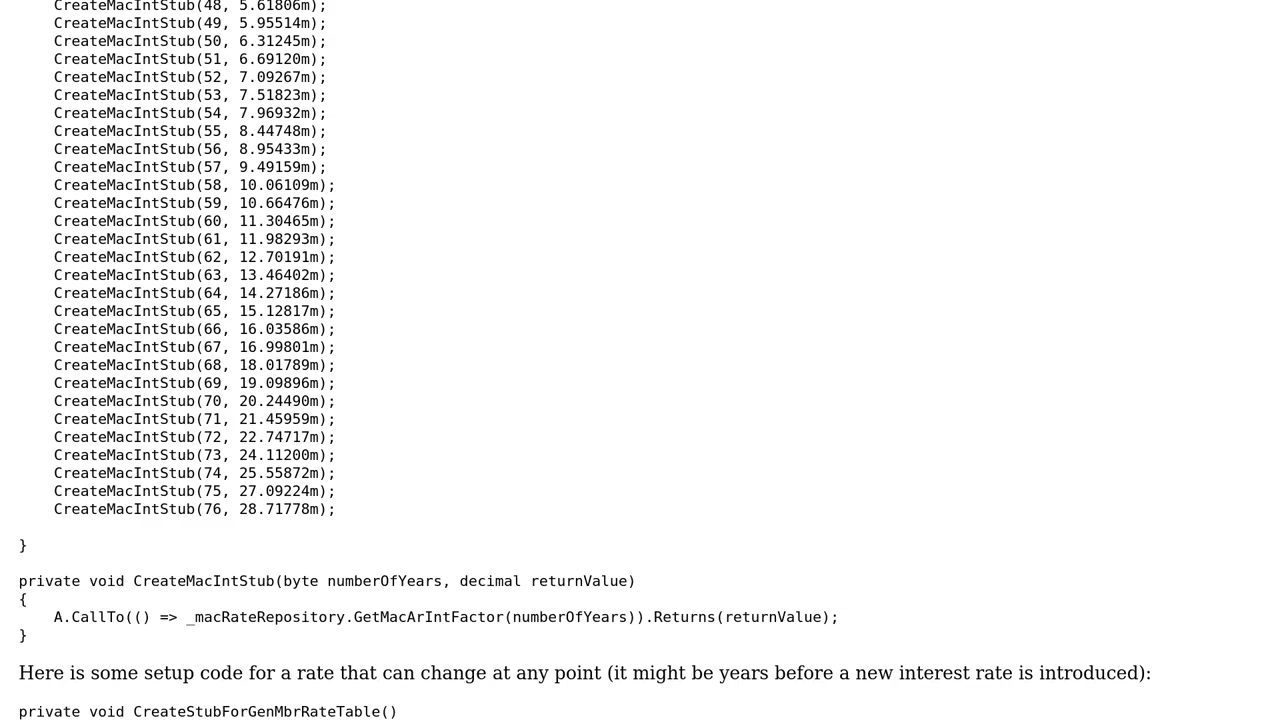 CreateMacIntStub(48, 5.61806m);
CreateMacIntStub(49, 5.95514m);
CreateMacIntStub(50, 6.31245m);
CreateMacIntStub(51, 6.69120m);
CreateMacIntStub(52, 7.09267m);
CreateMacIntStub(53, 7.51823m);
CreateMacIntStub(54, 7.96932m);
CreateMacIntStub(55, 8.44748m);
CreateMacIntStub(56, 8.95433m);
CreateMacIntStub(57, 9.49159m);
CreateMacIntStub(58, 10.06109m);
CreateMacIntStub(59, 10.66476m);
CreateMacIntStub(60, 11.30465m);
CreateMacIntStub(61, 11.98293m);
CreateMacIntStub(62, 12.70191m);
CreateMacIntStub(63, 13.46402m);
CreateMacIntStub(64, 14.27186m);
CreateMacIntStub(65, 15.12817m);
CreateMacIntStub(66, 16.03586m);
CreateMacIntStub(67, 16.99801m);
CreateMacIntStub(68, 18.01789m);
CreateMacIntStub(69, 19.09896m);
CreateMacIntStub(70, 20.24490m);
CreateMacIntStub(71, 21.45959m);
CreateMacIntStub(72, 22.74717m);
CreateMacIntStub(73, 24.11200m);
CreateMacIntStub(74, 25.55872m);
CreateMacIntStub(75, 27.09224m);
CreateMacIntStub(76, 28.71778m);
}
private void CreateMacIntStub(byte numberOfYears, decimal returnValue)
{
A.CallTo(() => _macRateRepository.GetMacArIntFactor(numberOfYears)).Returns(returnValue);
}
Here is some setup code for a rate that can change at any point (it might be years before a new interest rate is introduced):
private void CreateStubForGenMbrRateTable()